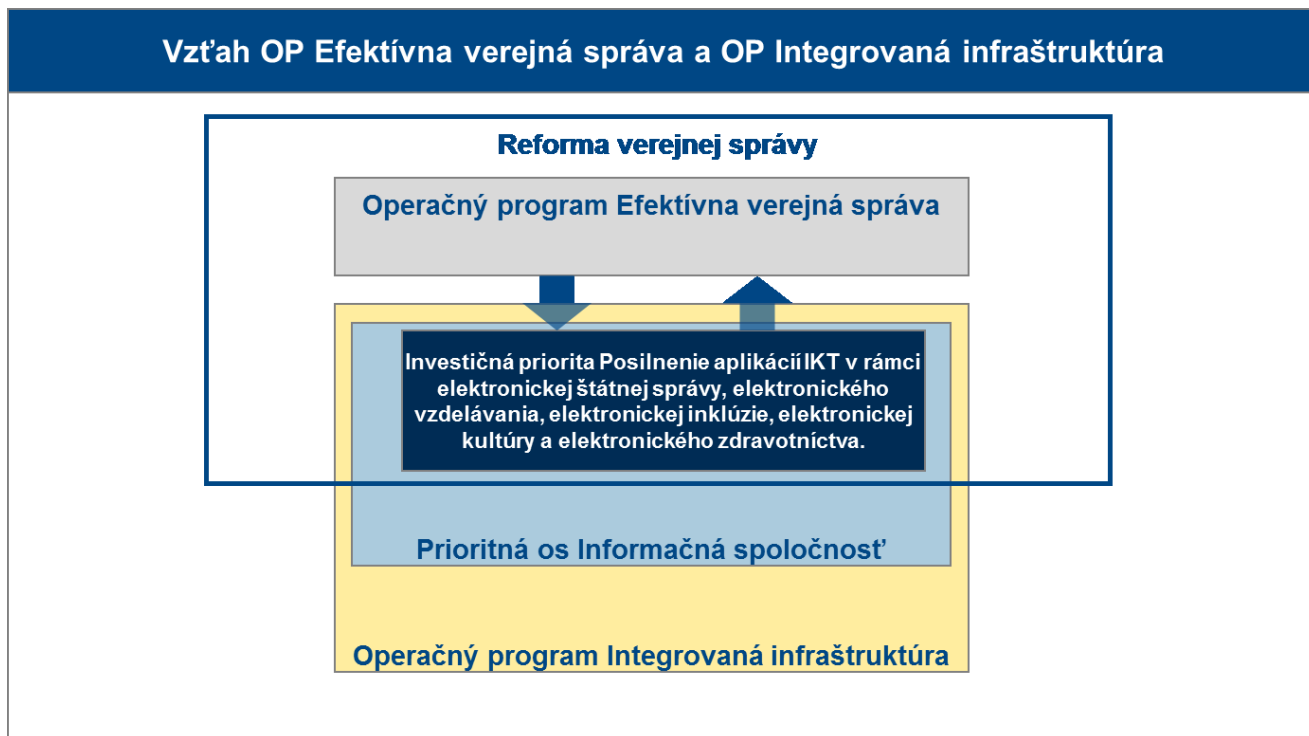 Vzťah OP Efektívna verejná správa a OP Integrovaná infraštruktúra
Reforma verejnej správy
Operačný program Efektívna verejná správa
Investičná priorita Posilnenie aplikácií IKT v rámci
elektronickej štátnej správy, elektronického
vzdelávania, elektronickej inklúzie, elektronickej
kultúry a elektronického zdravotníctva.
Prioritná os Informačná spoločnosť
Operačný program Integrovaná infraštruktúra